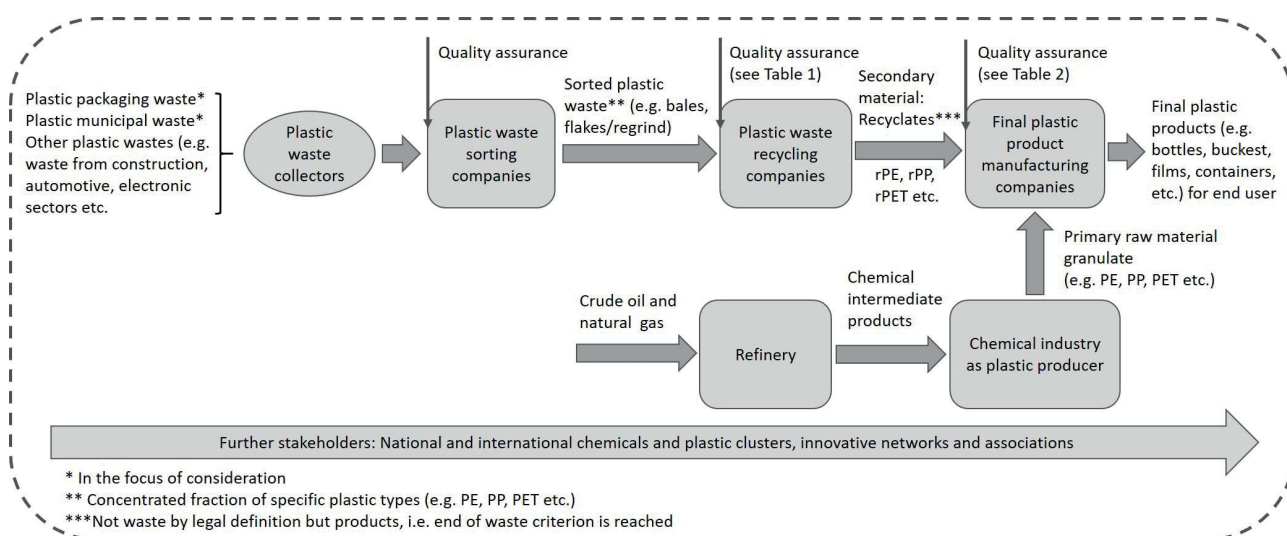 Quality assurance
Quality assurance
(see Table 1)
Quality assurance
(see Table 2)
Plastic packaging waste*
Plastic municipal waste*
Other plastic wastes (e.g.
waste from construction,
automotive, electronic
sectors etc.
Plastic
waste
collectors
Plastic waste
sorting
companies
Sorted plastic
waste** (e.g. bales,
flakes/regrind)
Plastic waste
recycling
companies
Secondary
material:
Recyclates***
rPE, rPP,
rPET etc.
Final plastic
product
manufacturing
companies
Final plastic
products (e.g.
bottles, buckest,
films, containers,
etc.) for end user
Primary raw material
granulate
(e.g. PE, PP, PET etc.)
Crude oil and
natural gas
Refinery
Chemical
intermediate
products
Chemical industry
as plastic producer
Further stakeholders: National and international chemicals and plastic clusters, innovative networks and associations
* In the focus of consideration
** Concentrated fraction of specific plastic types (e.g. PE, PP, PET etc.)
***Not waste by legal definition but products, i.e. end of waste criterion is reached